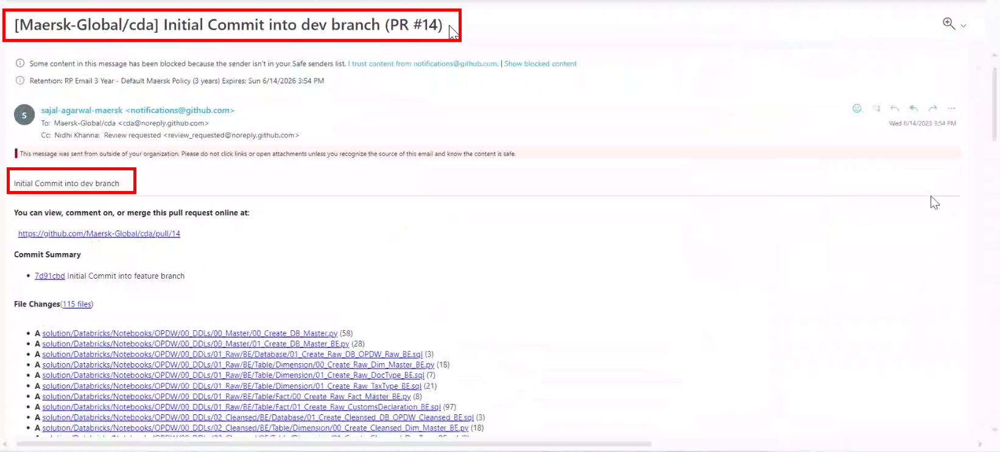 [Maersk-Global/cda] Initial Commit into dev branch (PR #14)
Some content in this message has been blocked because the sender isn't in your Safe senders list. I trust content from notifications@github.com. | Show blocked content
Retention: RP Email 3 Year - Default Maersk Policy (3 years) Expires: Sun 6/14/2026 3:54 PM
S
sajal-agarwal-maersk <notifications@github.com>
To: Maersk-Global/cda <cda@noreply.github.com>
Wed 6/14/2023 3:54 PM
Cc: Nidhi Khanna; Review requested <review_requested@noreply.github.com>
This message was sent from outside of your organization. Please do not click links or open attachments unless you recognize the source of this email and know the content is safe.
Initial Commit into dev branch
You can view, comment on, or merge this pull request online at:
https://github.com/Maersk-Global/cda/pull/14
Commit Summary
• 7d91cbd Initial Commit into feature branch
File Changes(115 files)
• A solution/Databricks/Notebooks/OPDW/00_DDLs/00_Master/00_Create_DB_Master.py (58)
• A solution/Databricks/Notebooks/OPDW/00_DDLs/00_Master/01_Create_DB_Master_BE.py (28)
• A solution/Databricks/Notebooks/OPDW/00_DDLs/01_Raw/BE/Database/01_Create_Raw_DB_OPDW_Raw_BE.sql (3)
• A solution/Databricks/Notebooks/OPDW/00_DDLs/01_Raw/BE/Table/Dimension/00_Create_Raw_Dim_Master_BE.py (18)
• A solution/Databricks/Notebooks/OPDW/00_DDLs/01_Raw/BE/Table/Dimension/01_Create_Raw_DocType_BE.sql (7)
• A solution/Databricks/Notebooks/OPDW/00_DDLs/01_Raw/BE/Table/Dimension/01_Create_Raw_TaxType_BE.sql (21)
• A solution/Databricks/Notebooks/OPDW/00_DDLs/01_Raw/BE/Table/Fact/00_Create_Raw_Fact_Master_BE.py (8)
• A solution/Databricks/Notebooks/OPDW/00_DDLs/01_Raw/BE/Table/Fact/01_Create_Raw_CustomsDeclaration_BE.sql (97)
• A solution/Databricks/Notebooks/OPDW/00_DDLs/02_Cleansed/BE/Database/01_Create_Cleansed_DB_OPDW_Cleansed_BE.sql (3)
• A solution/Databricks/Notebooks/OPDW/00_DDLs/02_Cleansed/BE/Table/Dimension/00_Create_Cleansed_Dim_Master_BE.py (18)